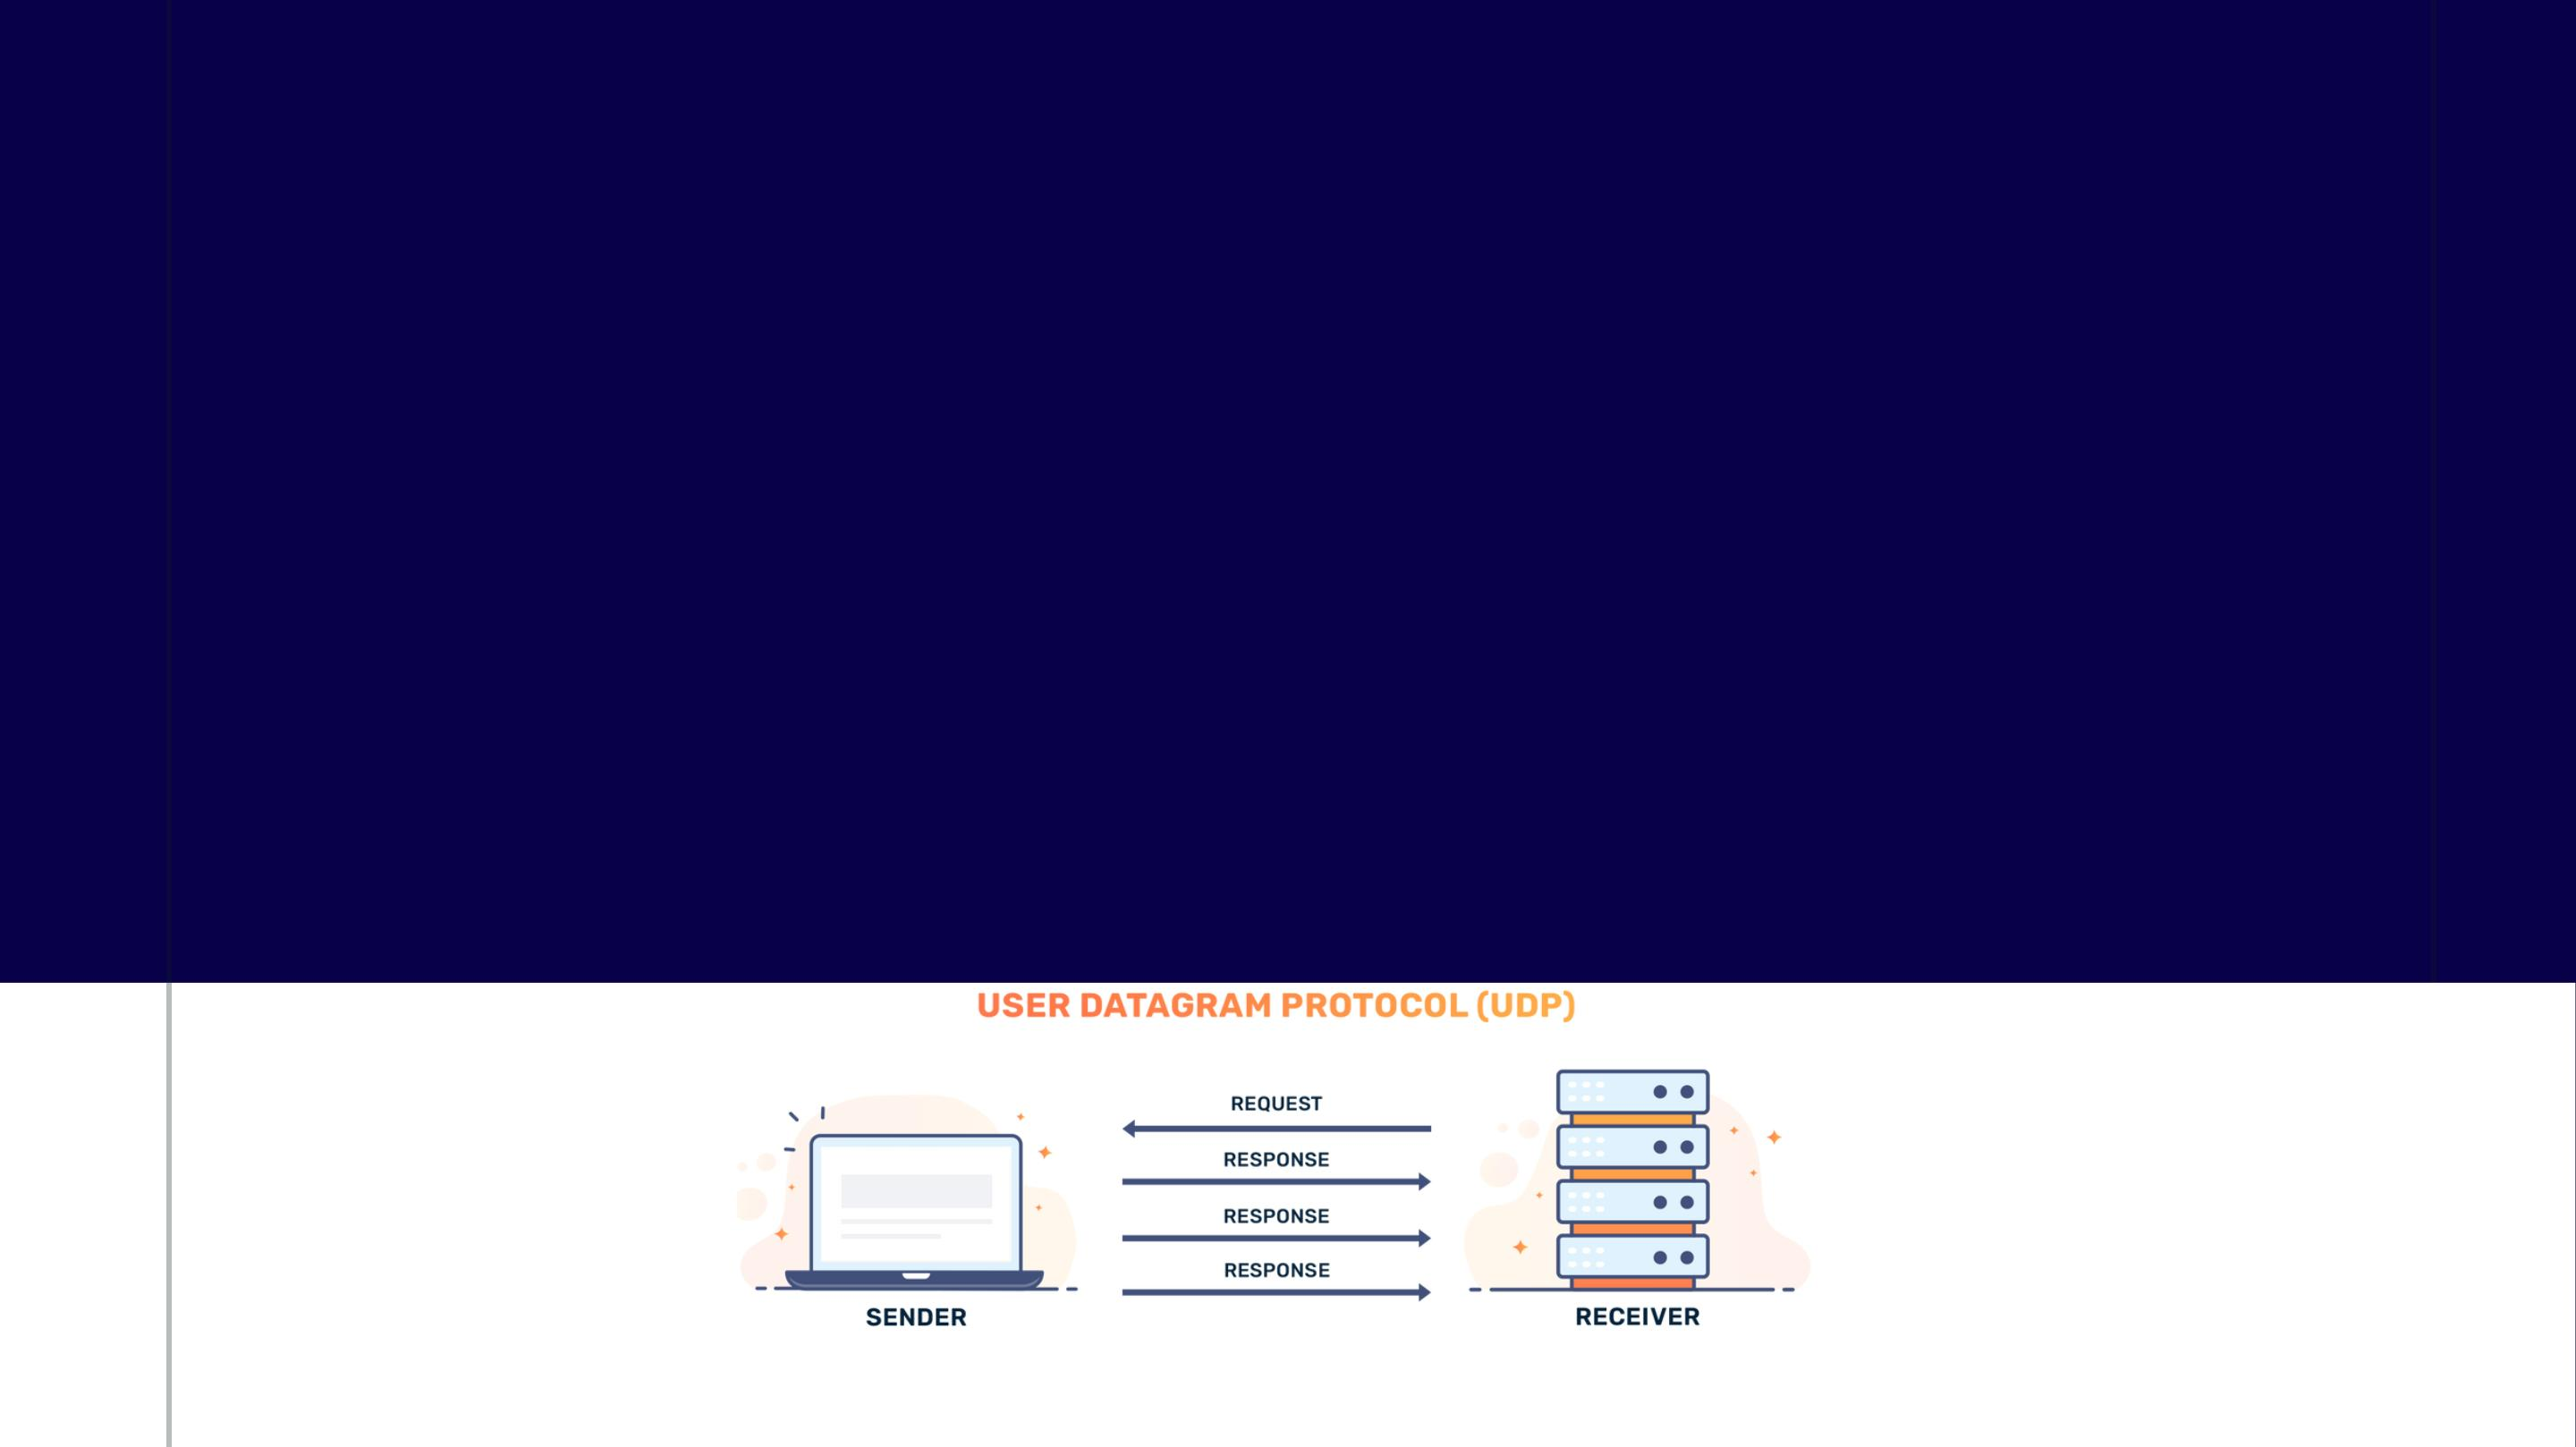 USER DATAGRAM PROTOCOL (UDP)
REQUEST
RESPONSE
RESPONSE
RESPONSE
SENDER
RECEIVER